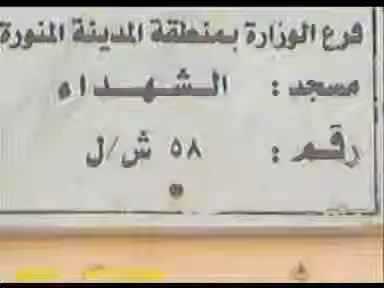 فرع الوزارة بمنطقة المدينة المنورة
مسجد : الشهداء
رقم : ٥٨ ش/ل